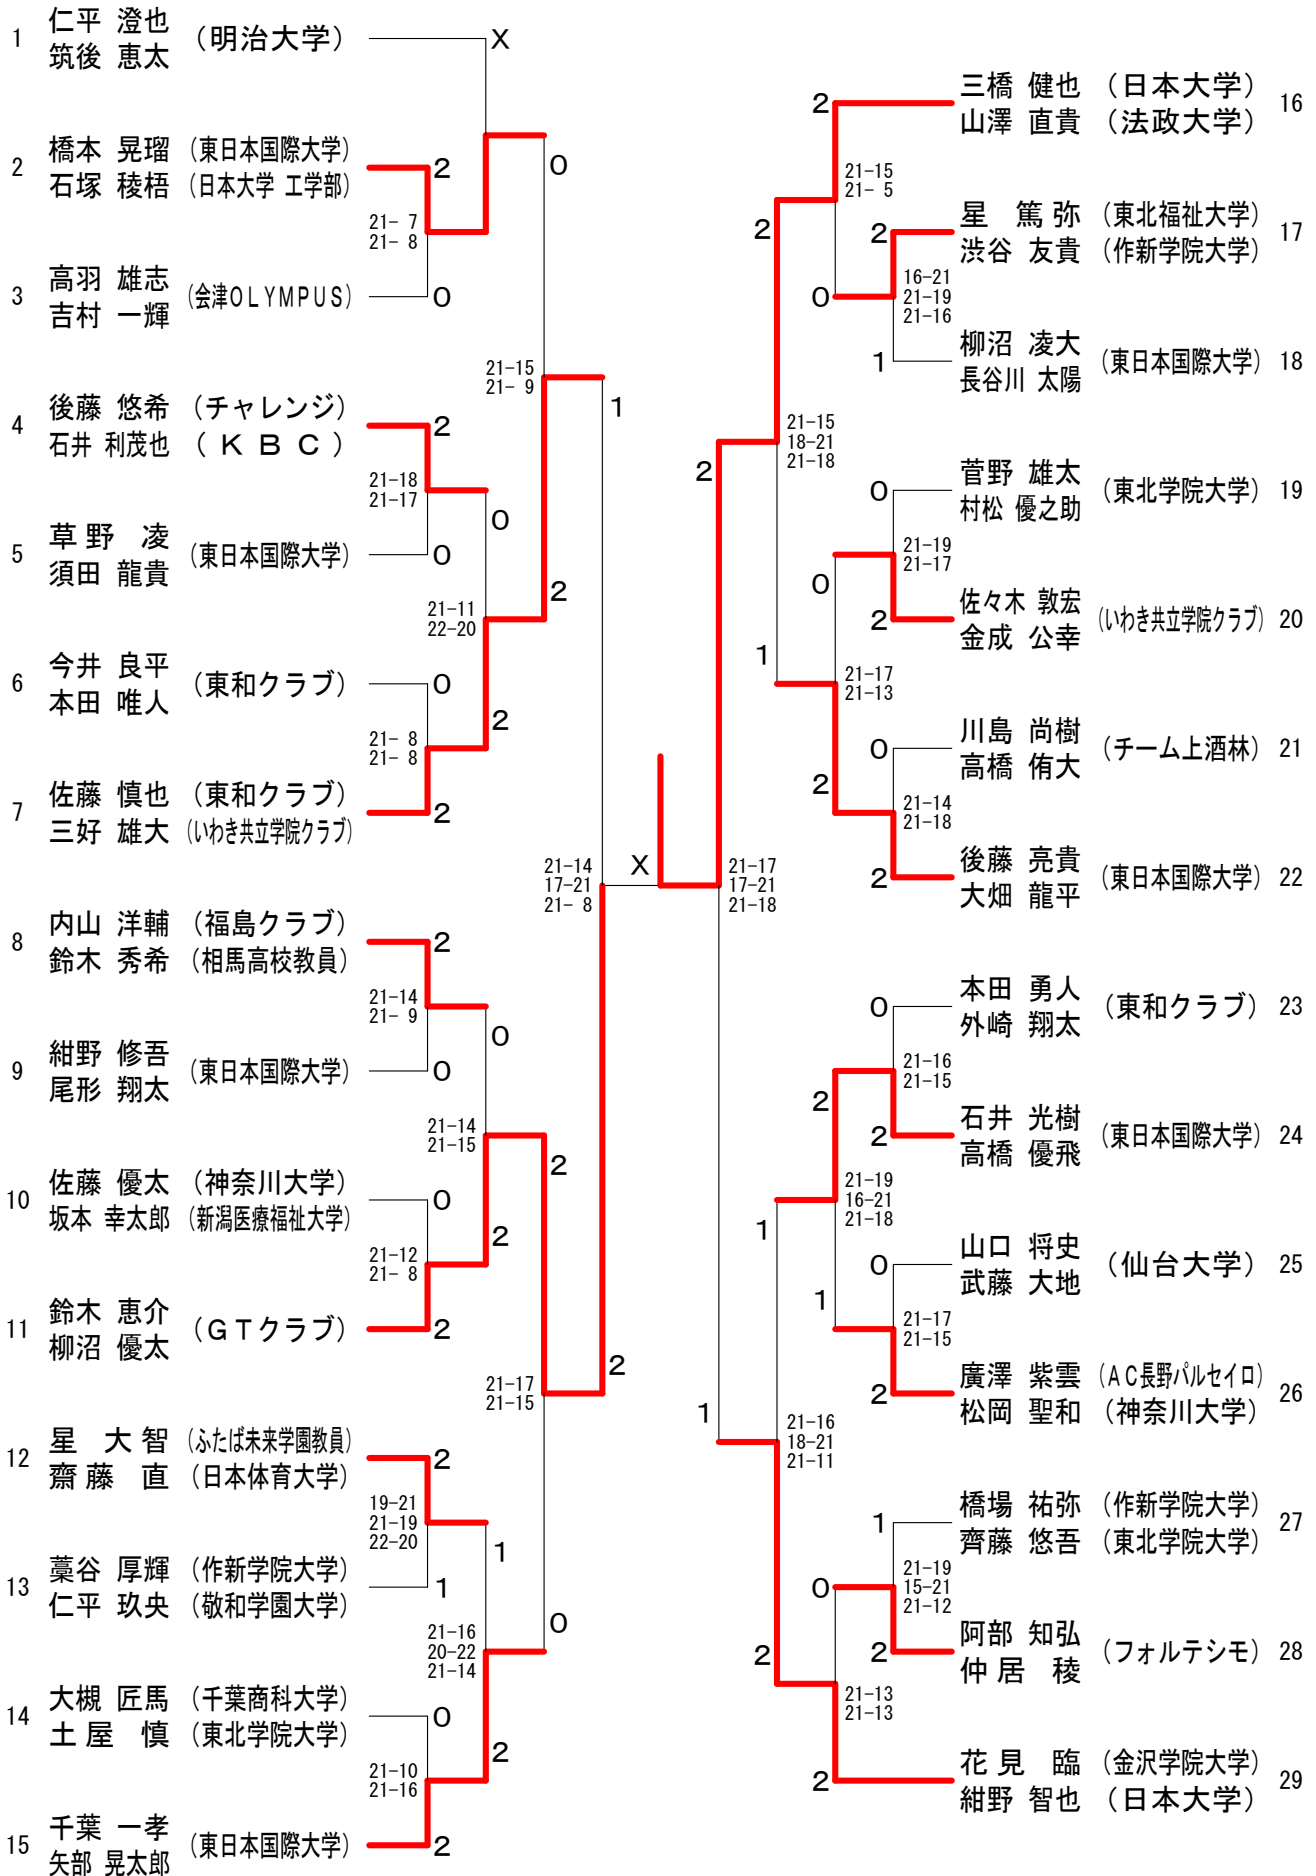 1 仁平 澄也 (明治大学)
筑後 恵太
X
2 橋本 晃瑠 (東日本国際大学) 2
石塚 稜梧 (日本大学 工学部)
0
21- 7
21- 8
3 高羽 雄志 (会津OLYMPUS) 0
吉村 一輝
21-15
21- 9
1
4 後藤 悠希 (チャレンジ) 2
石井 利茂也 (KBC)
21-18
21-17
0
5 草野 凌 (東日本国際大学) 0
須田 龍貴
21-11
22-20
2
6 今井 良平 (東和クラブ) 0
本田 唯人
21- 8
21- 8
2
7 佐藤 慎也 (東和クラブ) 2
三好 雄大 (いわき共立学院クラブ)
21-14
17-21
21- 8
X
8 内山 洋輔 (福島クラブ) 2
鈴木 秀希 (相馬高校教員)
21-14
21- 9
0
9 紺野 修吾 (東日本国際大学) 0
尾形 翔太
21-14
21-15
2
10 佐藤 優太 (神奈川大学) 0
坂本 幸太郎 (新潟医療福祉大学)
21-12
21- 8
2
11 鈴木 恵介 (GTクラブ) 2
柳沼 優太
21-17
21-15
2
12 星 大智 (ふたば未来学園教員) 2
齋藤 直 (日本体育大学)
19-21
21-19
22-20
1
13 藁谷 厚輝 (作新学院大学) 1
仁平 玖央 (敬和学園大学)
21-16
20-22
21-14
0
14 大槻 匠馬 (千葉商科大学) 0
土屋 慎 (東北学院大学)
21-10
21-16
2
15 千葉 一孝 (東日本国際大学) 2
矢部 晃太郎
2 三橋 健也 (日本大学) 16
山澤 直貴 (法政大学)
21-15
21- 5
2
2 星 篤弥 (東北福祉大学) 17
渋谷 友貴 (作新学院大学)
0
16-21
21-19
21-16
1 柳沼 凌大 (東日本国際大学) 18
長谷川 太陽
21-15
18-21
21-18
2
0 菅野 雄太 (東北学院大学) 19
村松 優之助
21-19
21-17
0
2 佐々木 敦宏 (いわき共立学院クラブ) 20
金成 公幸
1
21-17
21-13
0 川島 尚樹 (チーム上酒林) 21
高橋 侑大
2
21-14
21-18
2 後藤 亮貴 (東日本国際大学) 22
大畑 龍平
21-17
17-21
21-18
0 本田 勇人 (東和クラブ) 23
外崎 翔太
21-16
21-15
2
2 石井 光樹 (東日本国際大学) 24
高橋 優飛
21-19
16-21
21-18
1
0 山口 将史 (仙台大学) 25
武藤 大地
1
21-17
21-15
2 廣澤 紫雲 (AC長野パルセイロ) 26
松岡 聖和 (神奈川大学)
1
21-16
18-21
21-11
1 橋場 祐弥 (作新学院大学) 27
齊藤 悠吾 (東北学院大学)
0
21-19
15-21
21-12
2 阿部 知弘 (フォルテシモ) 28
仲居 稜
2
21-13
21-13
2 花見 臨 (金沢学院大学) 29
紺野 智也 (日本大学)